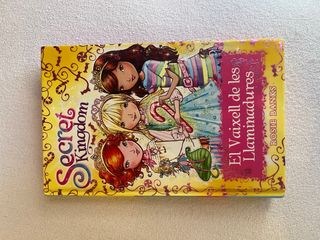 Secret
Kingdom
El Vaixell de les
Llaminadures
ROSIE BANKS